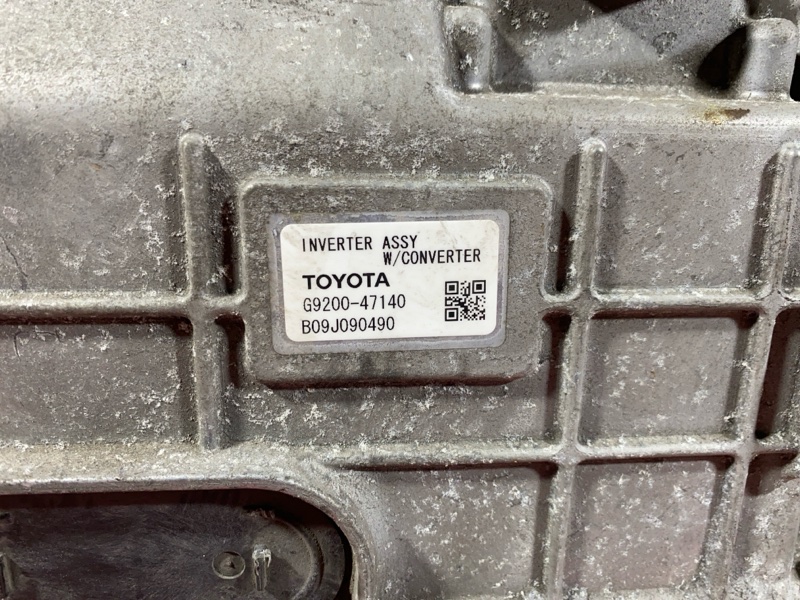 INVERTER ASSY
W/CONVERTER
TOYOTA
G9200-47140
B09J090490